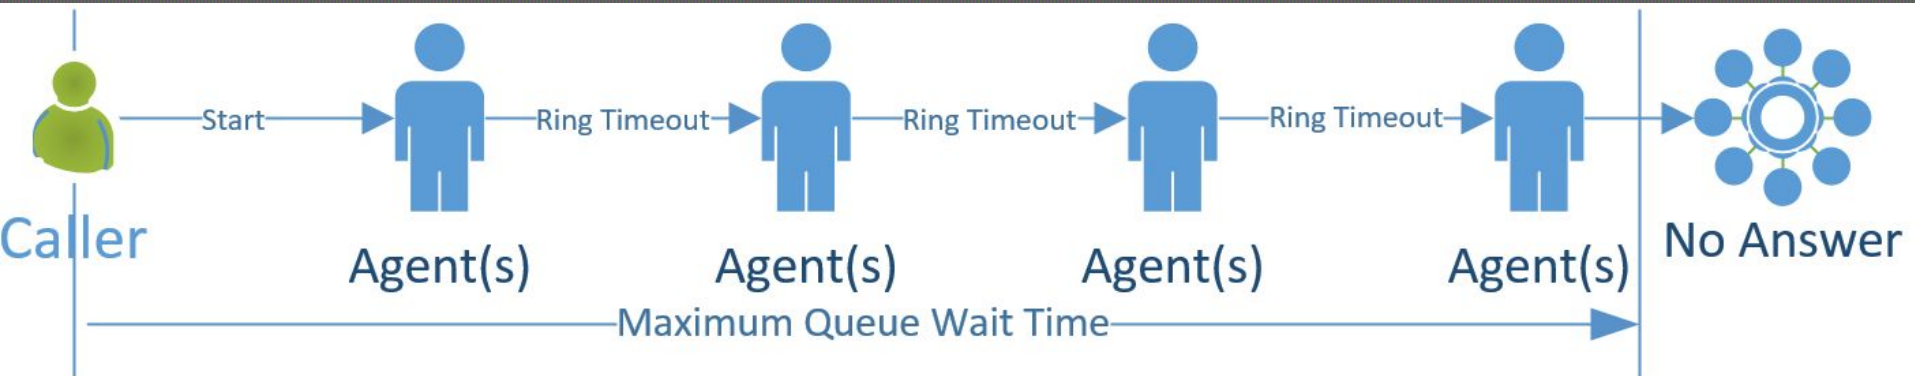 Start
Ring Timeout
Ring Timeout
Ring Timeout
Caller
Agent(s)
Agent(s)
Agent(s)
Agent(s)
No Answer
Maximum Queue Wait Time